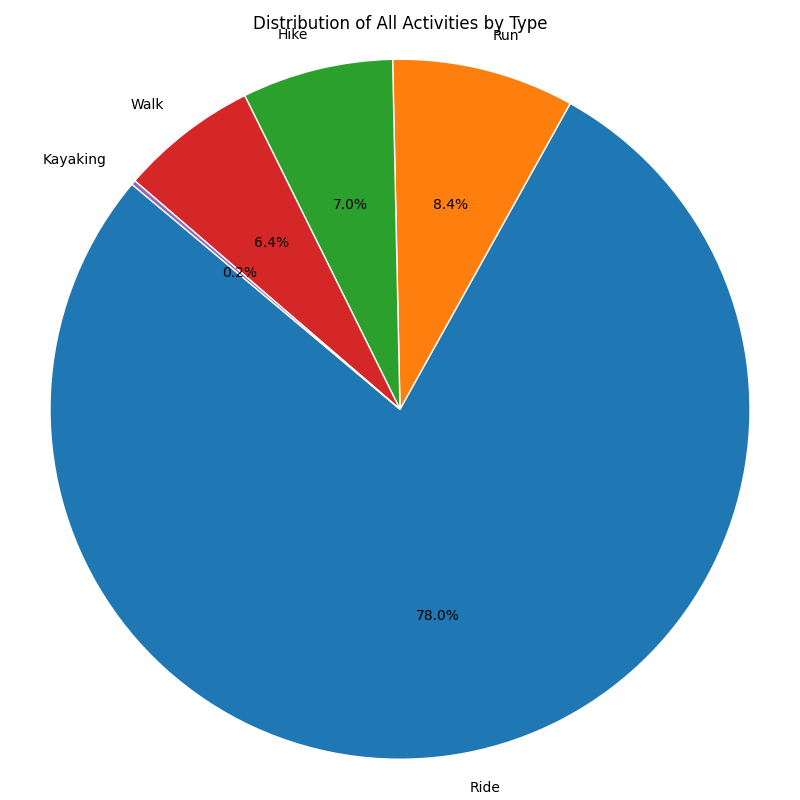 Distribution of All Activities by Type
Hike
Run
Walk
Kayaking
7.0%
8.4%
6.4%
0.2%
78.0%
Ride